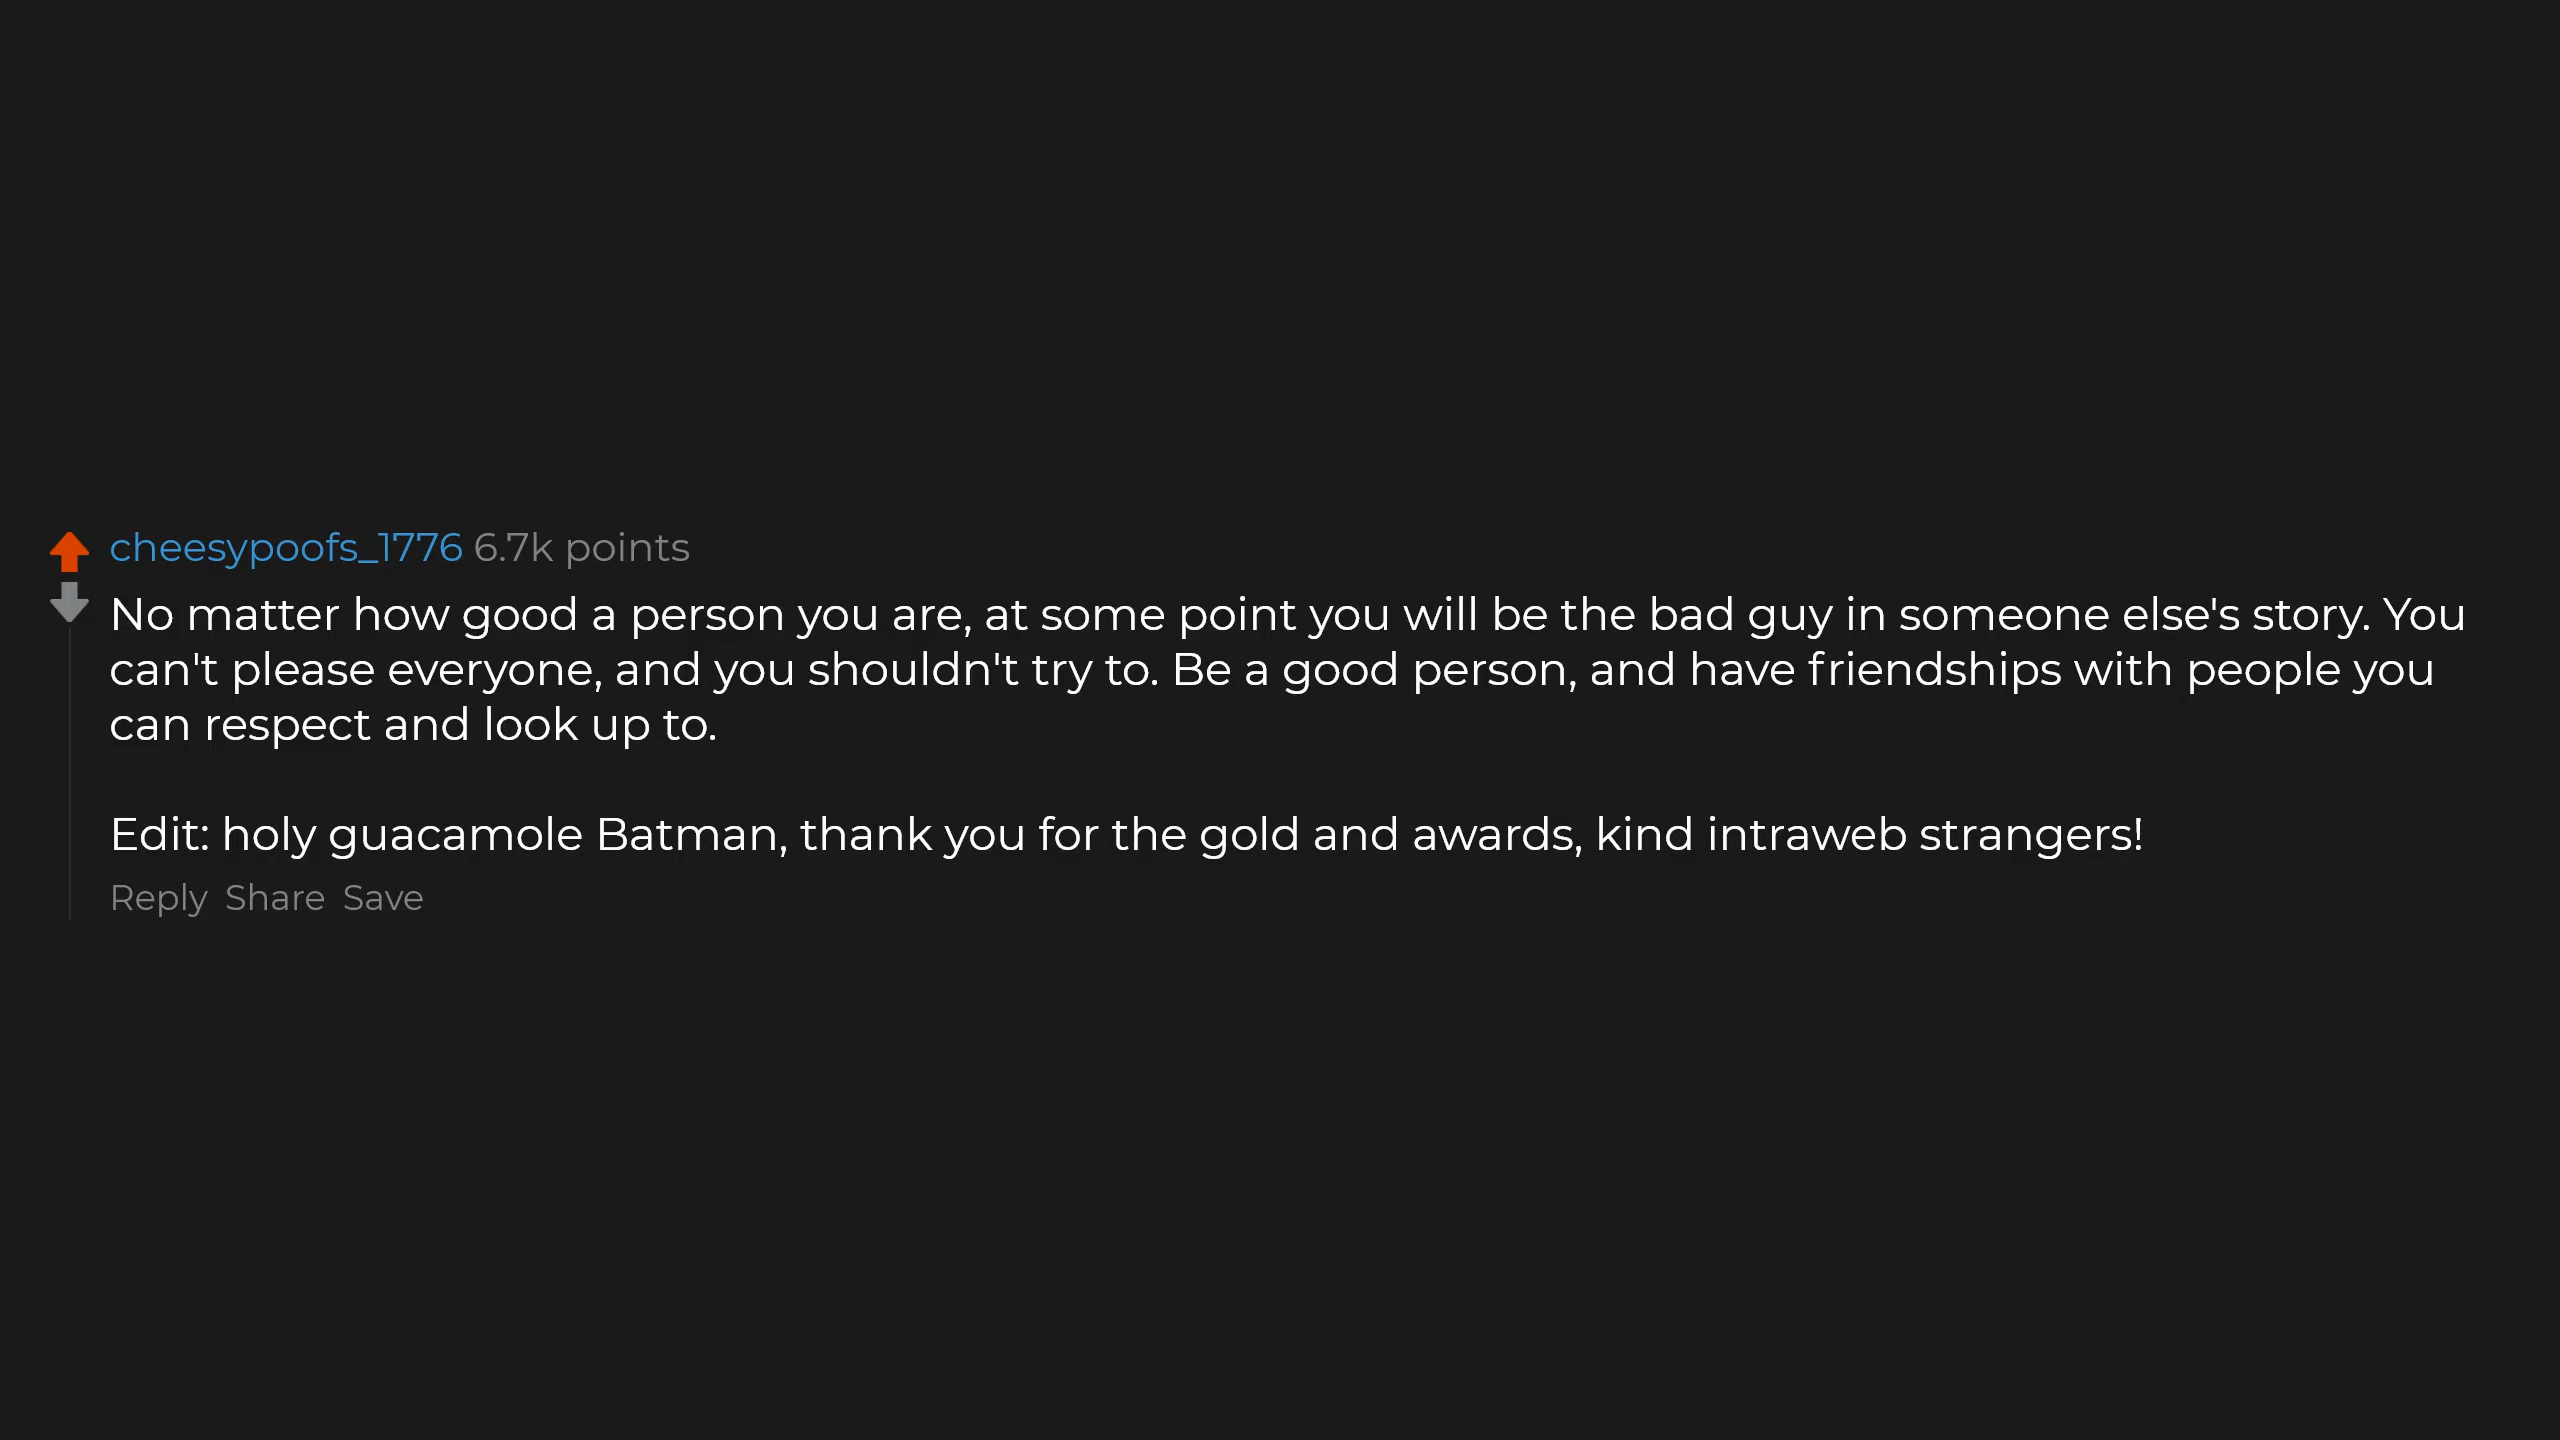 cheesypoofs_1776 6.7k points
No matter how good a person you are, at some point you will be the bad guy in someone else's story. You
can't please everyone, and you shouldn't try to. Be a good person, and have friendships with people you
can respect and look up to.
Edit: holy guacamole Batman, thank you for the gold and awards, kind intraweb strangers!
Reply Share Save